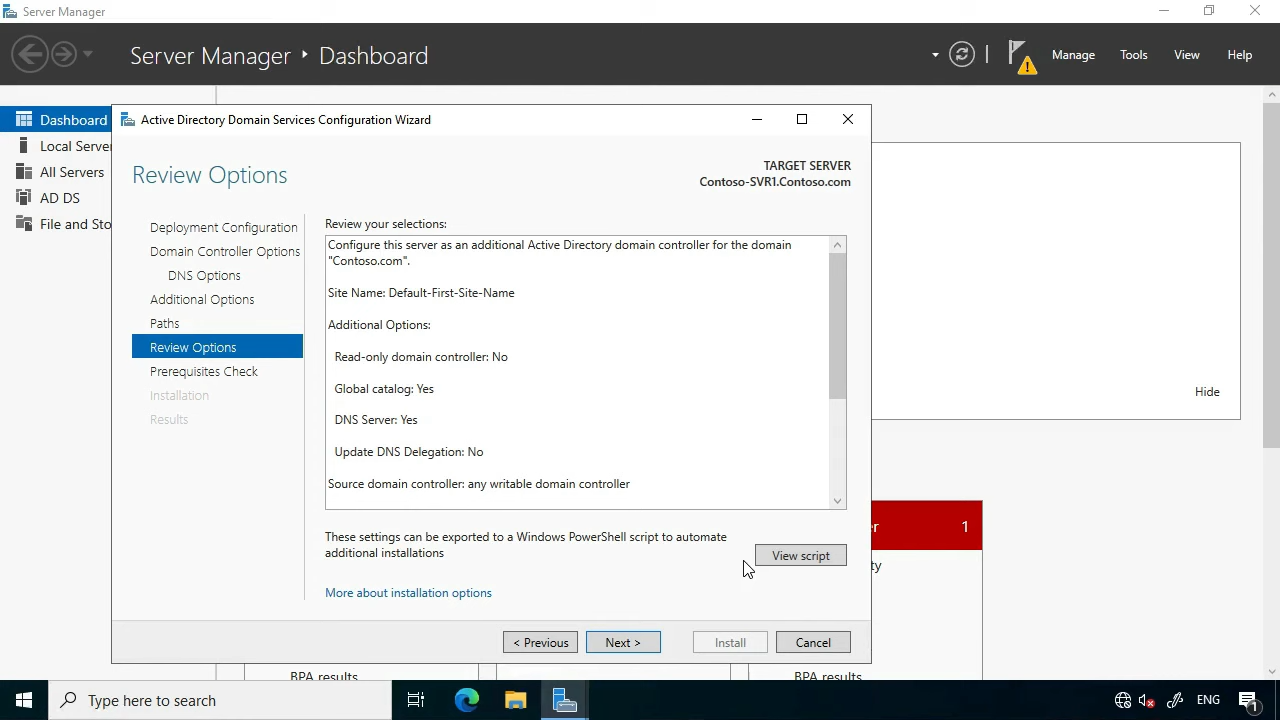 Server Manager
Server Manager ‣ Dashboard
Manage
Tools
View
Help
Dashboard
Local Server
All Servers
AD DS
File and Sto
Active Directory Domain Services Configuration Wizard
Review Options
TARGET SERVER
Contoso-SVR1.Contoso.com
Deployment Configuration
Domain Controller Options
DNS Options
Additional Options
Paths
Review Options
Prerequisites Check
Installation
Results
Review your selections:
Configure this server as an additional Active Directory domain controller for the domain
"Contoso.com".
Site Name: Default-First-Site-Name
Additional Options:
Read-only domain controller: No
Global catalog: Yes
DNS Server: Yes
Update DNS Delegation: No
Source domain controller: any writable domain controller
These settings can be exported to a Windows PowerShell script to automate
additional installations
View script
More about installation options
< Previous
Next >
Install
Cancel
Hide
er 1
ty
BPA results
BPA results
Type here to search
ENG
1